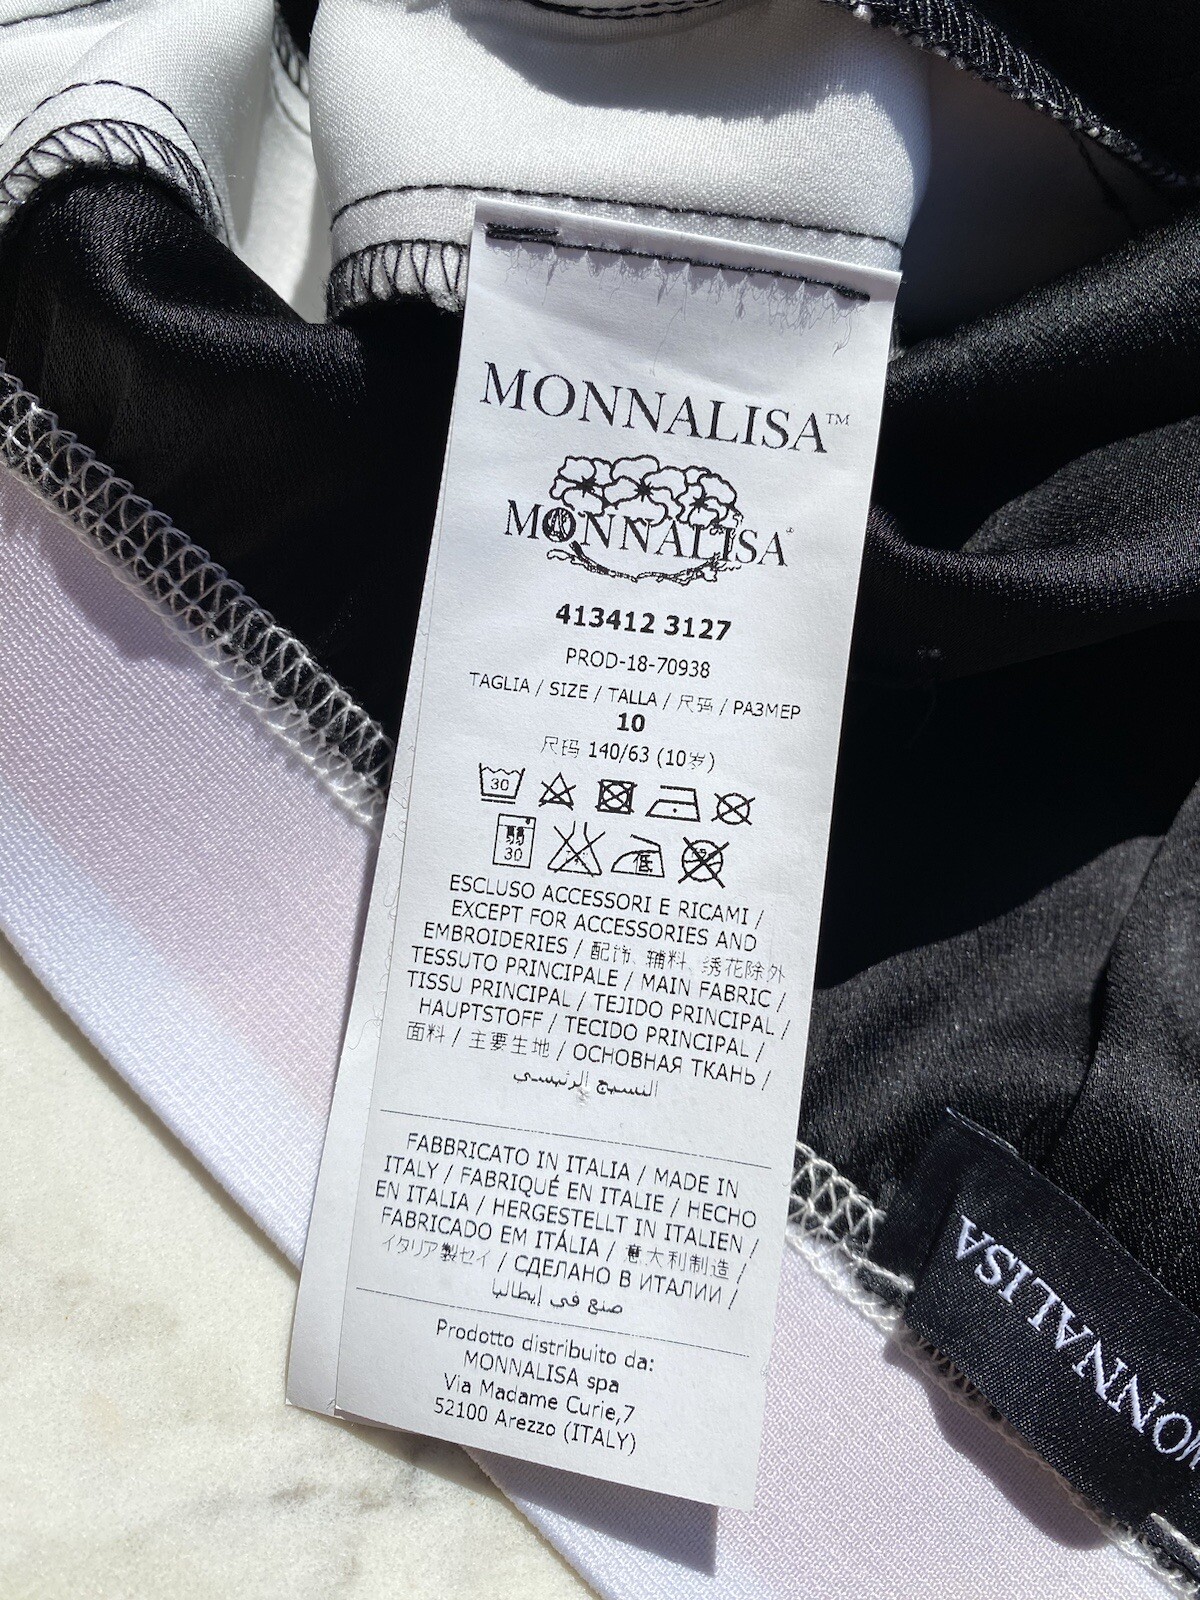 MONNALISA™
MONNALISA®
413412 3127
PROD-18-70938
TAGLIA / SIZE / TALLA / 尺码 / РАЗМЕР
10
尺码 140/63 (10岁)
30
弱
30
低
ESCLUSO ACCESSORI E RICAMI /
EXCEPT FOR ACCESSORIES AND
EMBROIDERIES / 配饰、辅料、绣花除外
TESSUTO PRINCIPALE / MAIN FABRIC /
TISSU PRINCIPAL / TEJIDO PRINCIPAL /
HAUPTSTOFF / TECIDO PRINCIPAL /
面料 / 主要生地 / ОСНОВНАЯ ТКАНЬ /
النسيج الرئيسي
FABBRICATO IN ITALIA / MADE IN
ITALY / FABRIQUÉ EN ITALIE / HECHO
EN ITALIA / HERGESTELLT IN ITALIEN /
FABRICADO EM ITÁLIA / 意大利制造 /
イタリア製セイ / СДЕЛАНО В ИТАЛИИ /
صنع في إيطاليا
Prodotto distribuito da:
MONNALISA spa
Via Madame Curie,7
52100 Arezzo (ITALY)
MONNALISA